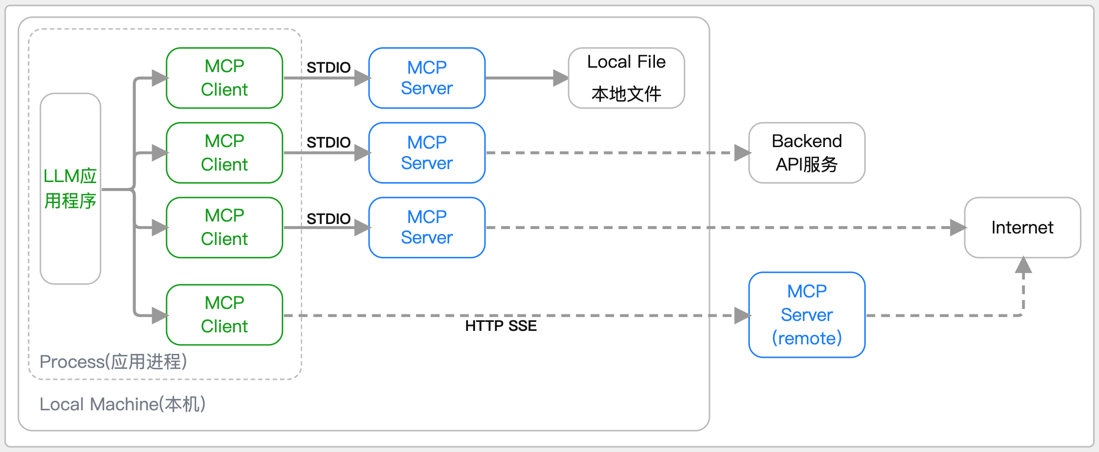 LLM应
用程序
MCP
Client
STDIO
MCP
Server
Local File
本地文件
MCP
Client
STDIO
MCP
Server
Backend
API服务
MCP
Client
STDIO
MCP
Server
Internet
MCP
Client
HTTP SSE
MCP
Server
(remote)
Process(应用进程)
Local Machine(本机)